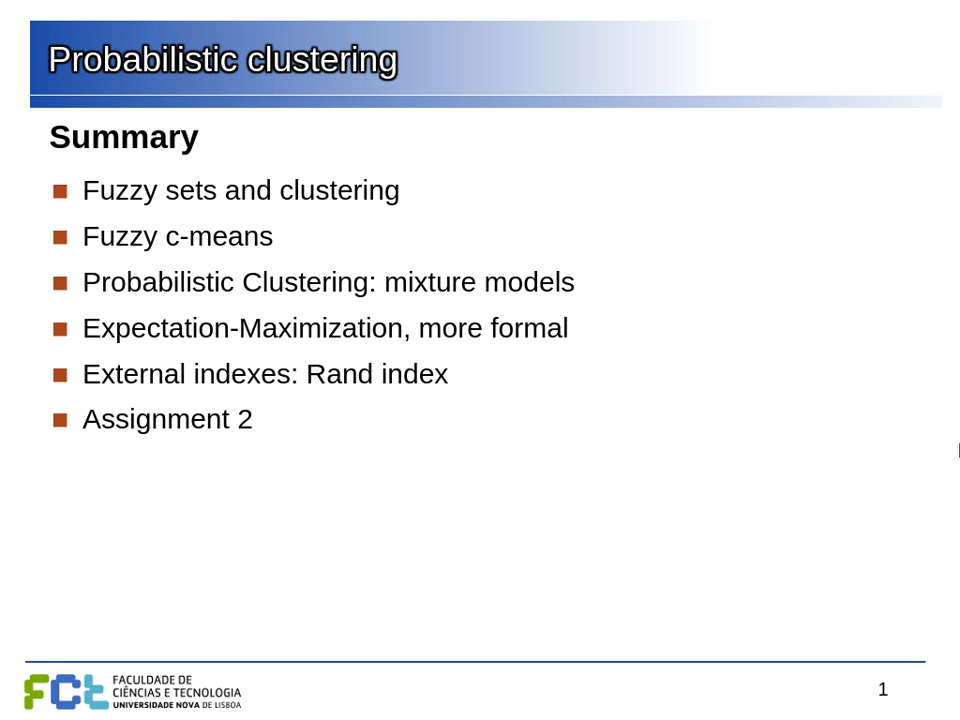 Probabilistic clustering
Summary
Fuzzy sets and clustering
Fuzzy c-means
Probabilistic Clustering: mixture models
Expectation-Maximization, more formal
External indexes: Rand index
Assignment 2
FCT FACULDADE DE
CIÊNCIAS E TECNOLOGIA
UNIVERSIDADE NOVA DE LISBOA
1